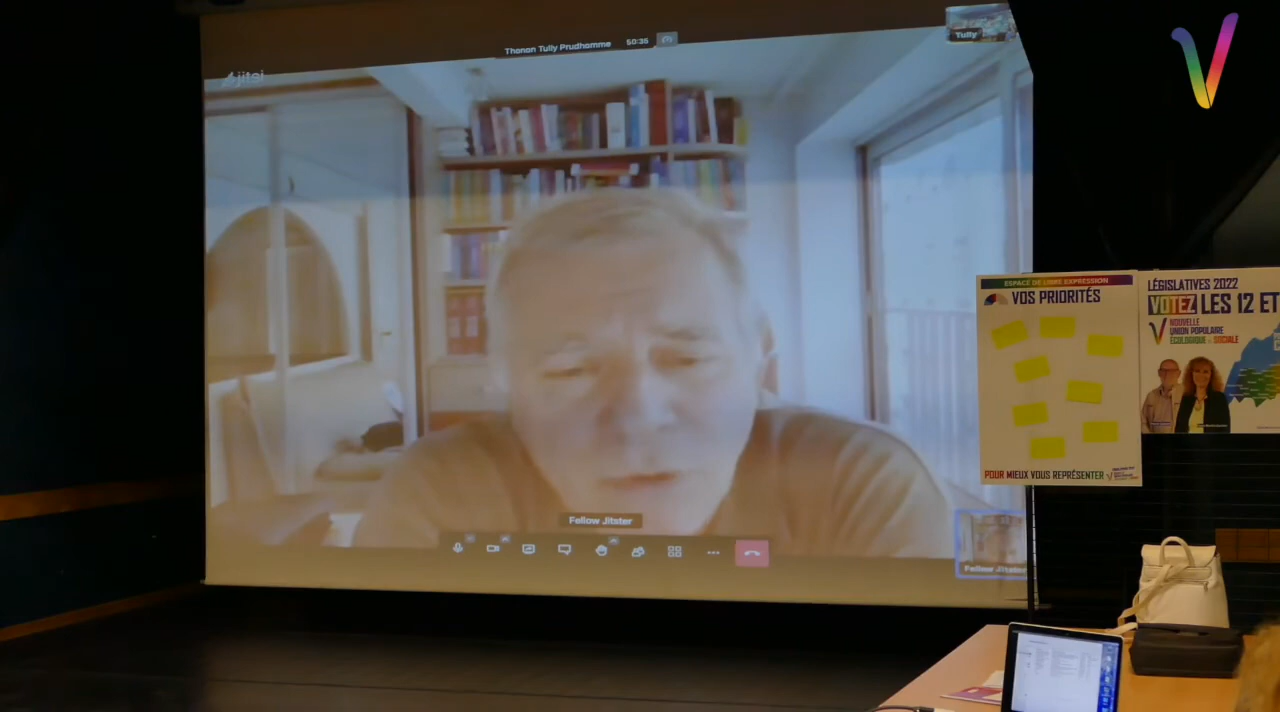 Thonon Tully Prudhomme 50:35
Tully
jitsi
Fellow Jitster
Fellow Jitster
ESPACE DE LIBRE EXPRESSION
VOS PRIORITÉS
POUR MIEUX VOUS REPRÉSENTER
LÉGISLATIVES 2022
VOTEZ LES 12 ET
NOUVELLE
UNION POPULAIRE
ÉCOLOGIQUE ET SOCIALE